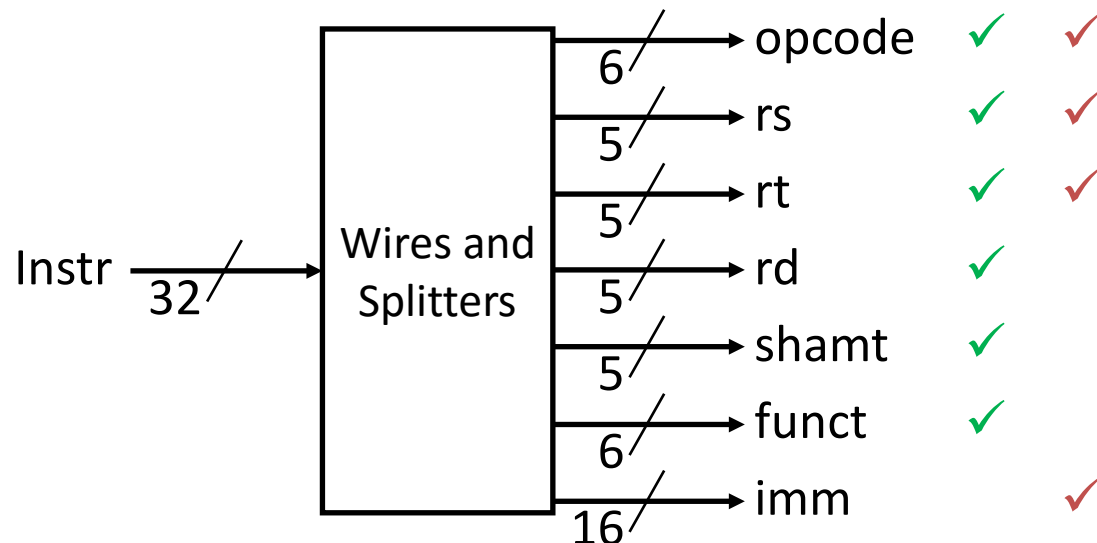 6 opcode ✓ ✓
5 rs ✓ ✓
5 rt ✓ ✓
Instr 32
Wires and
Splitters
5 rd ✓
5 shamt ✓
6 funct ✓
16 imm ✓